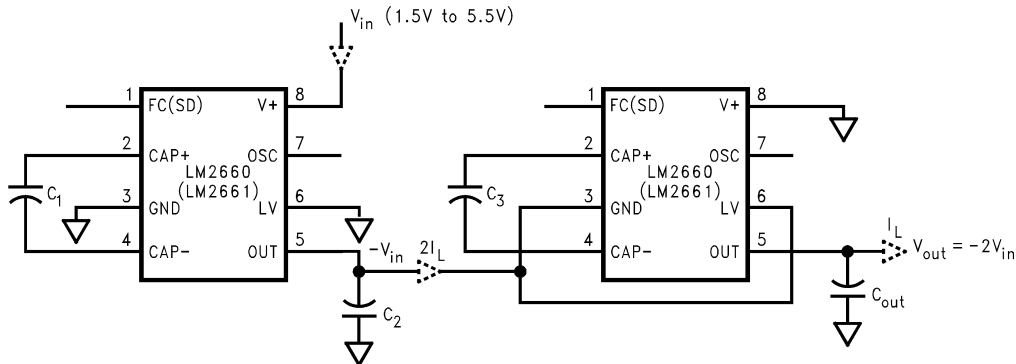 V_in (1.5V to 5.5V)
1 FC(SD) V+ 8
2 CAP+ OSC 7
LM2660
(LM2661)
3 GND LV 6
4 CAP- OUT 5
C_1
-V_in
2I_L
C_2
1 FC(SD) V+ 8
2 CAP+ OSC 7
LM2660
(LM2661)
3 GND LV 6
4 CAP- OUT 5
C_3
I_L
V_out = -2V_in
C_out